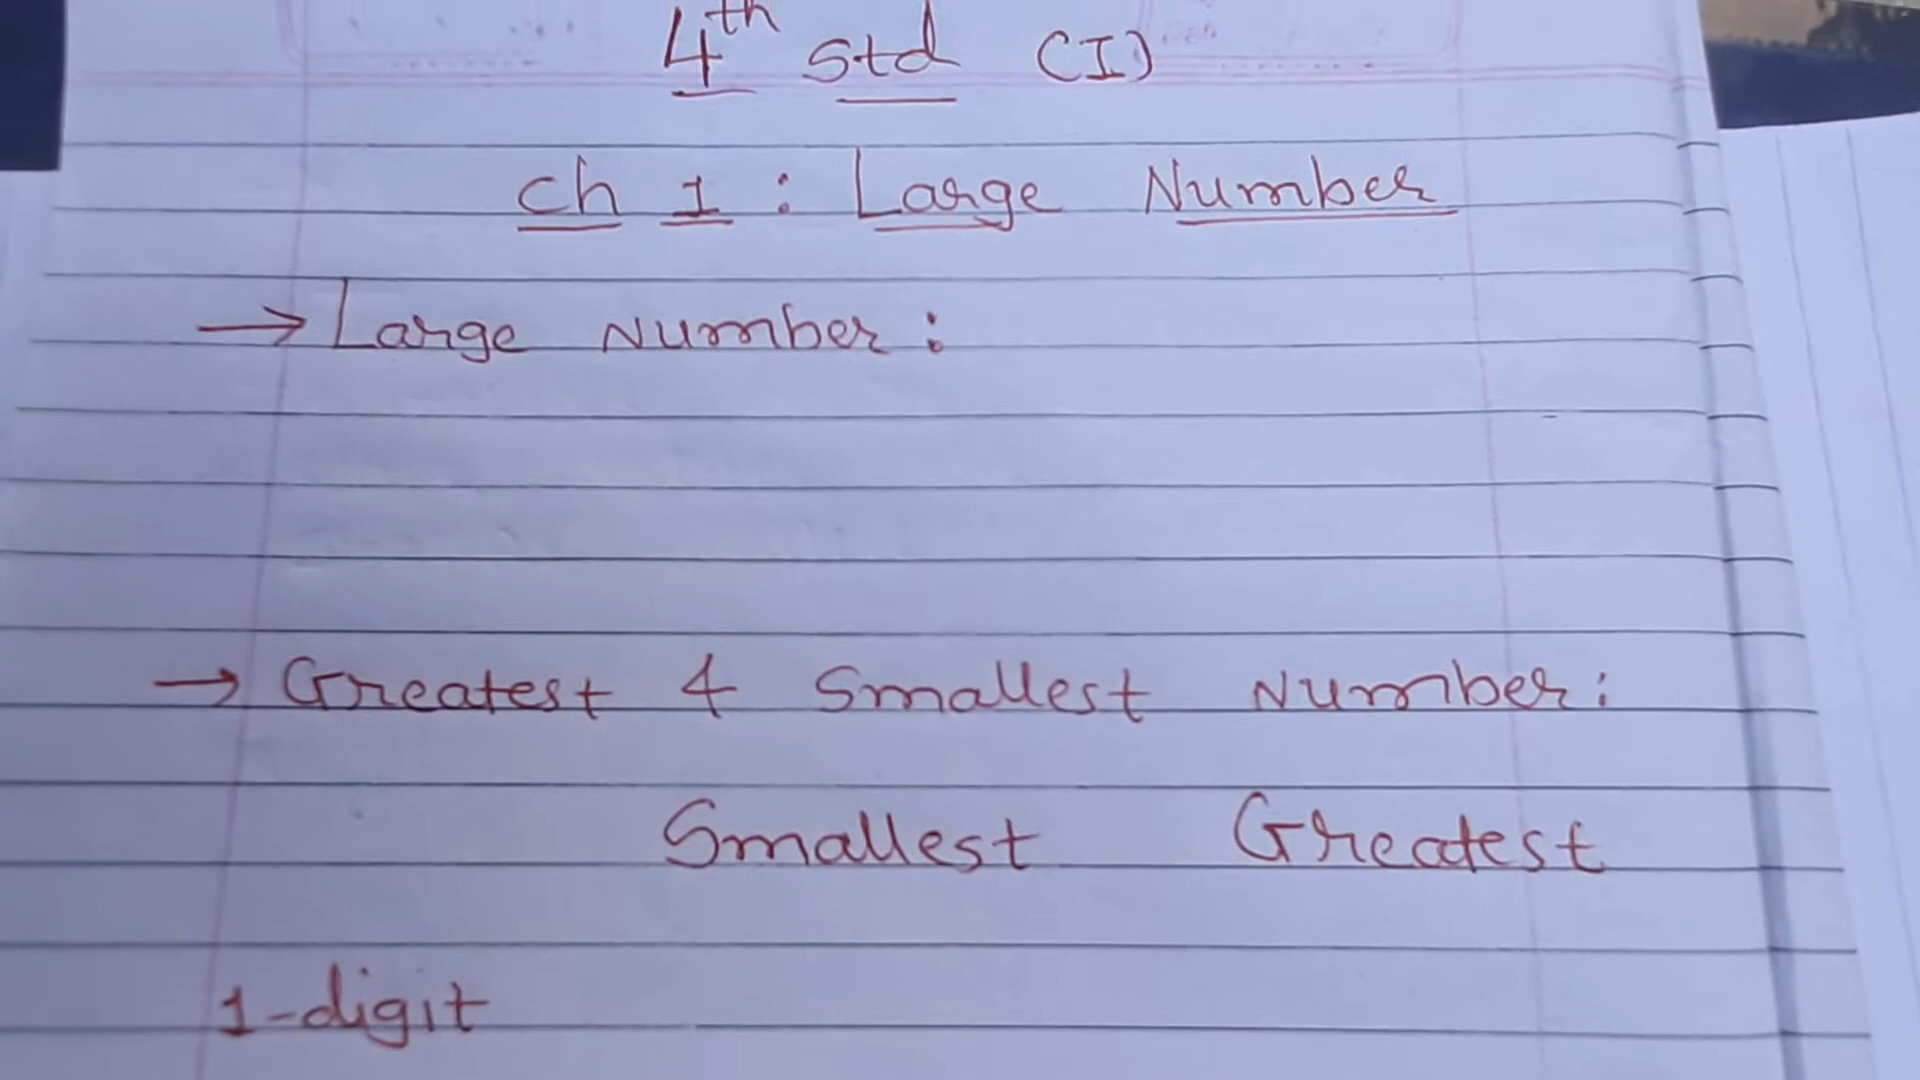 4th std (I)
Ch 1 : Large Number
→ Large Number :
→ Greatest & Smallest Number :
Smallest Greatest
1-digit